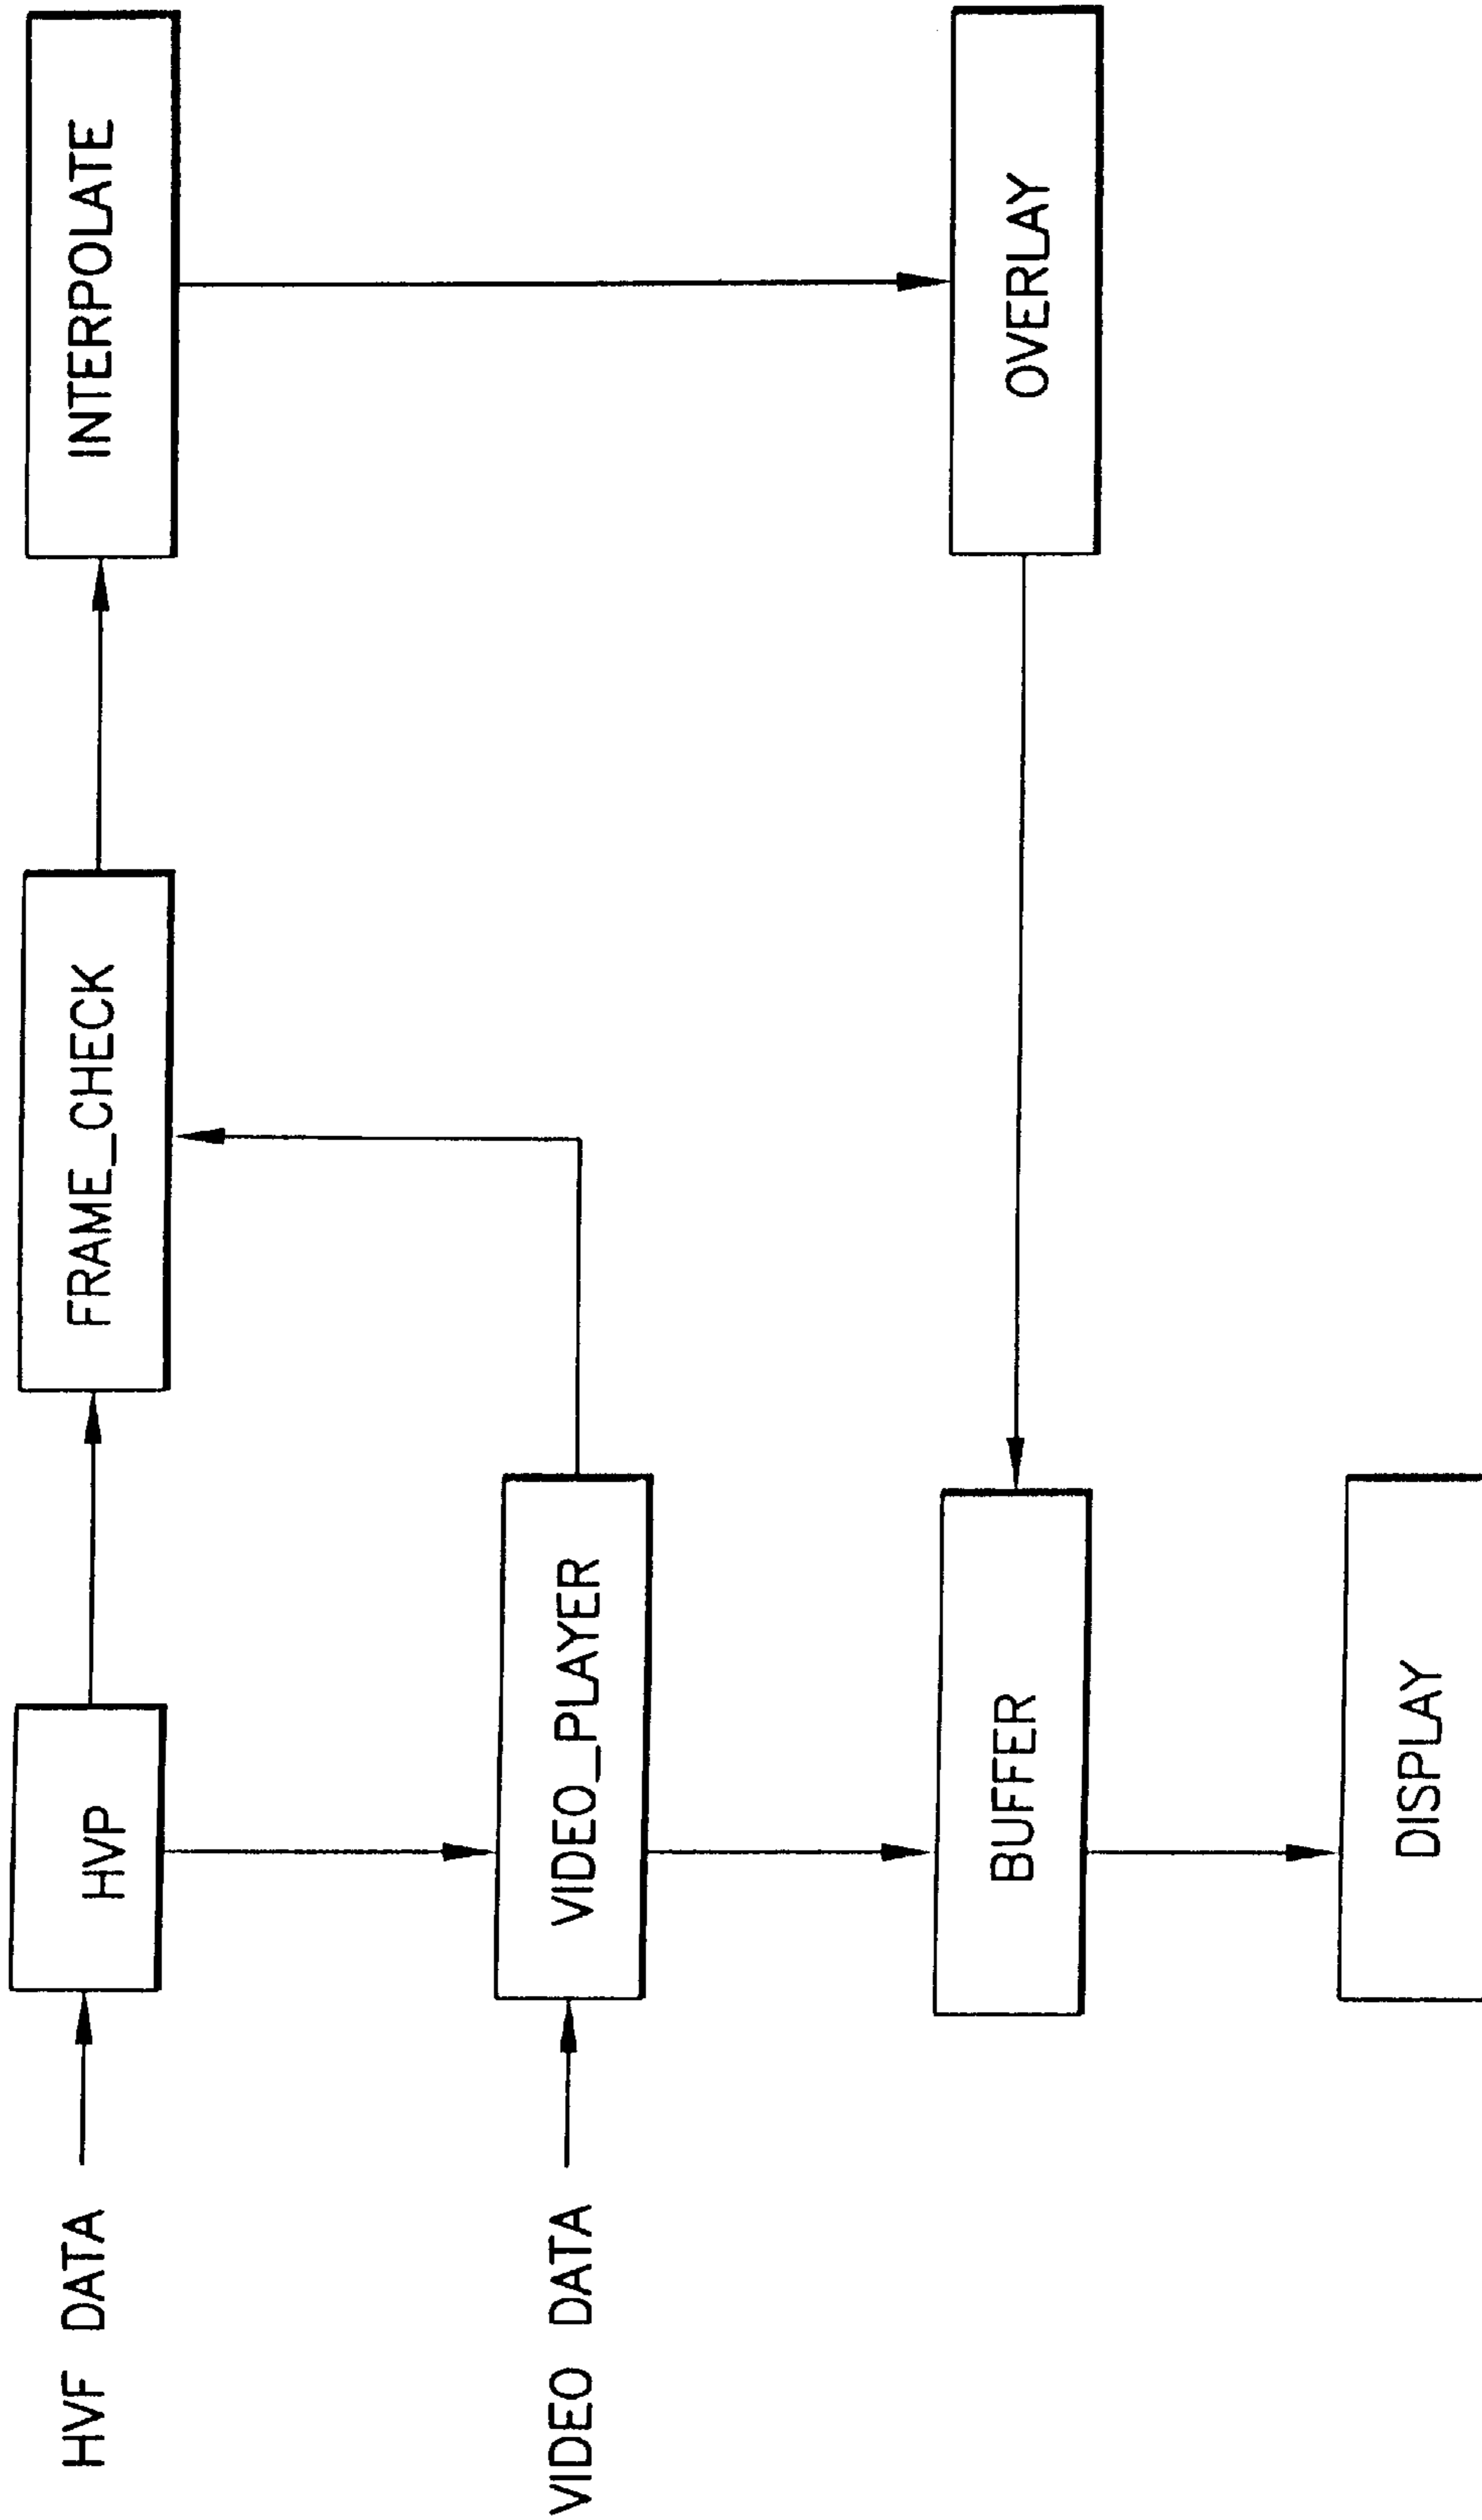 HVF DATA
HVP
FRAME_CHECK
INTERPOLATE
VIDEO DATA
VIDEO_PLAYER
BUFFER
OVERLAY
DISPLAY